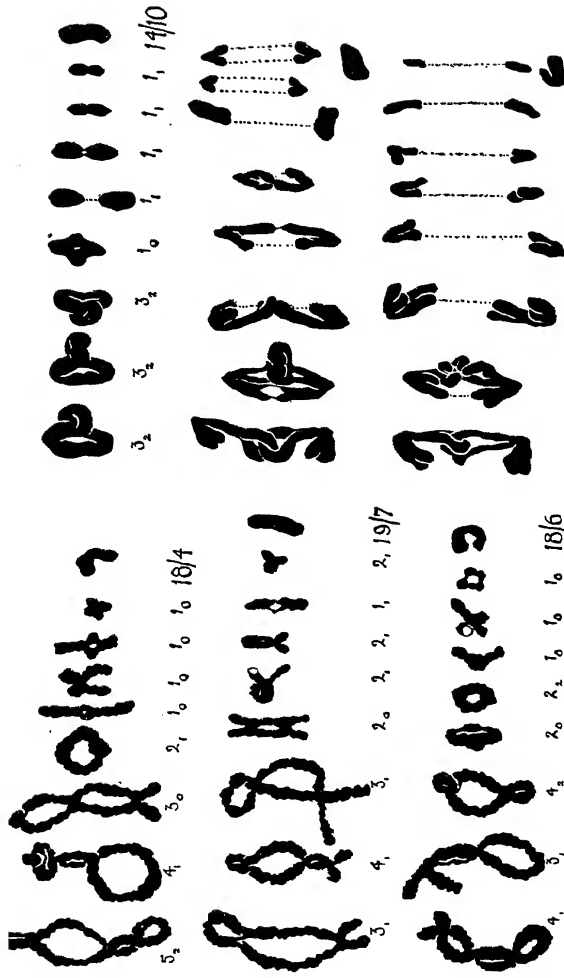 5₂ 4₁ 3₀ 2₁ 1₀ 1₀ 1₀ 1₀ 18/4
3₂ 3₂ 3₂ 1₀ 1₁ 1₁ 1₁ 1₁ 14/10
3₁ 4₁ 3₁ 2₀ 2₁ 2₁ 1₁ 2₁ 19/7
4₁ 3₁ 4₂ 2₀ 2₂ 1₀ 1₀ 1₀ 18/6